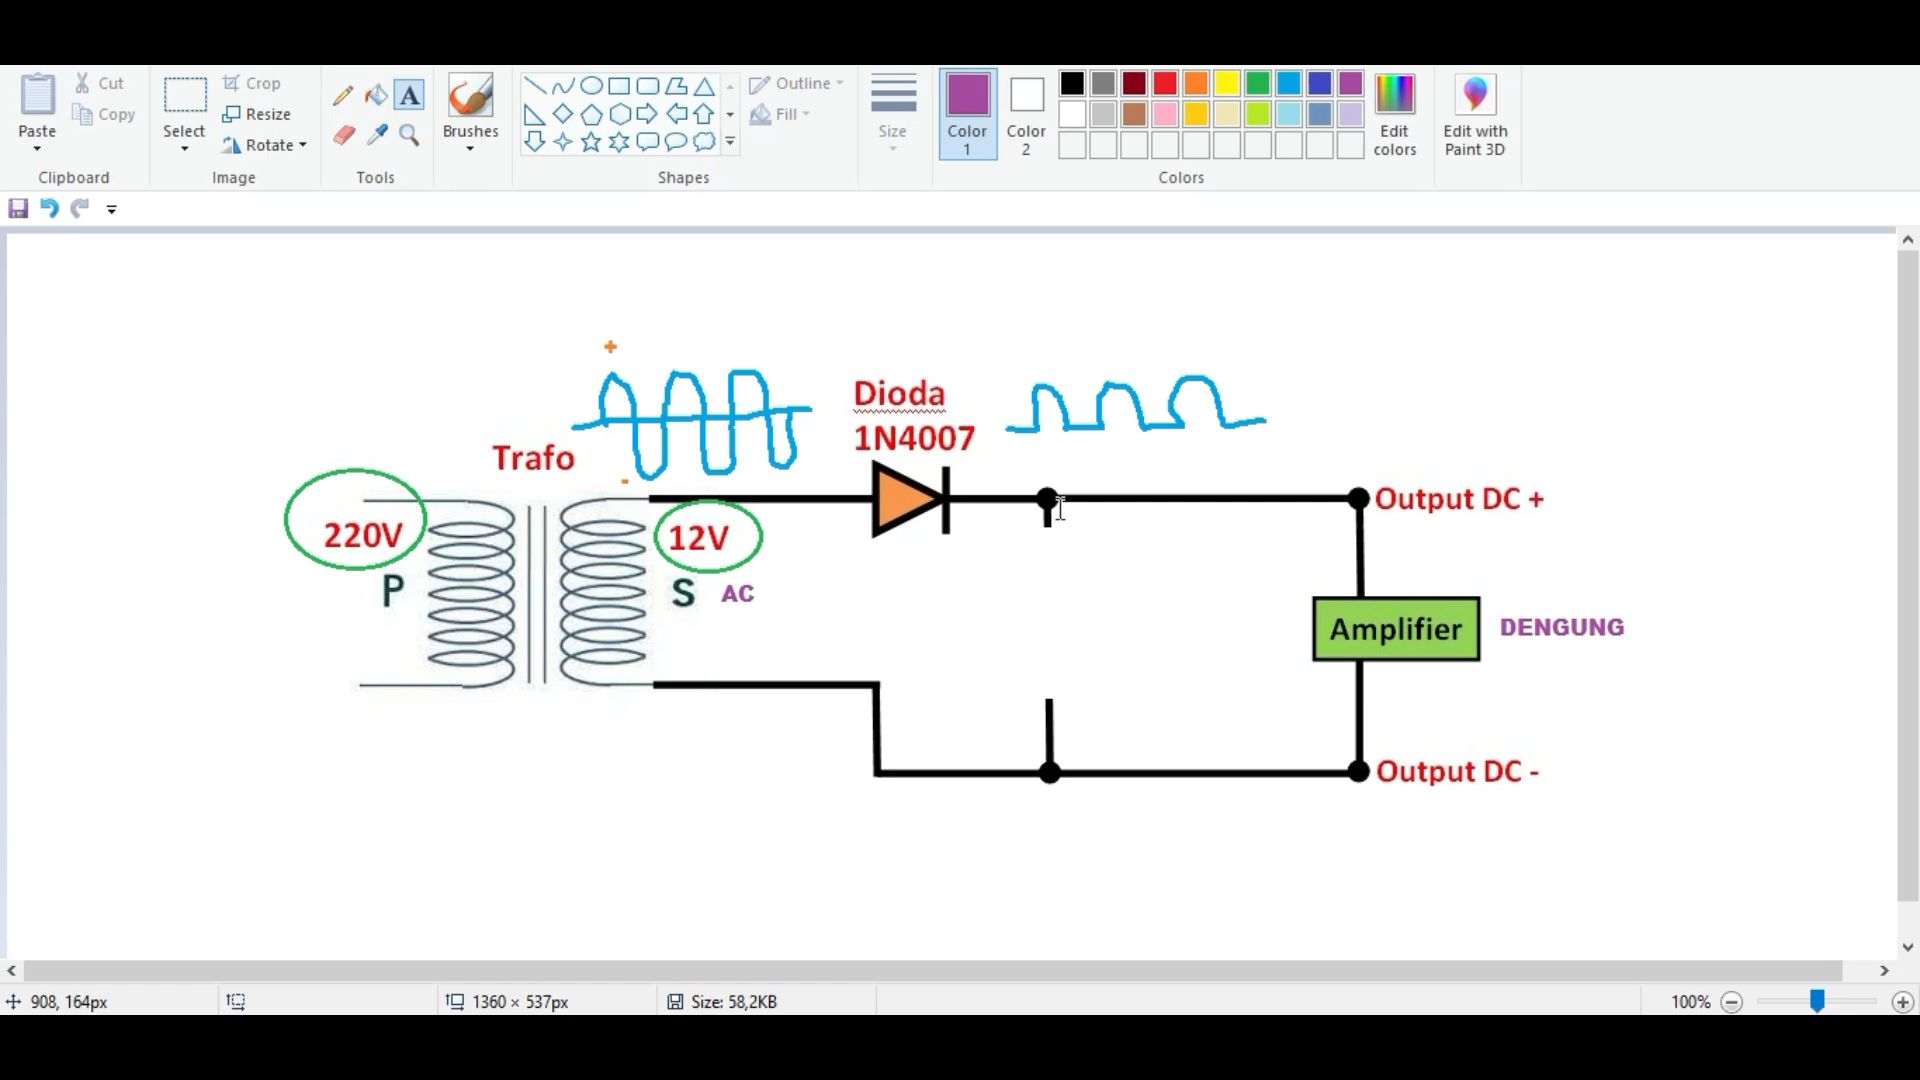 Paste
Cut
Copy
Clipboard
Select
Crop
Resize
Rotate
Image
A
Tools
Brushes
Shapes
Outline
Fill
Size
Color
1
Color
2
Colors
Edit
colors
Edit with
Paint 3D
+
-
Trafo
Dioda
1N4007
220V
P
12V
S
AC
Output DC +
Amplifier
DENGUNG
Output DC -
908, 164px
1360 × 537px
Size: 58,2KB
100%